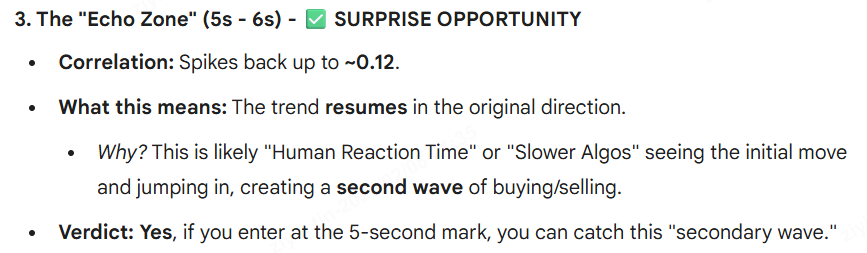 3. The "Echo Zone" (5s - 6s) - ✅ SURPRISE OPPORTUNITY
• Correlation: Spikes back up to ~0.12.
• What this means: The trend resumes in the original direction.
• Why? This is likely "Human Reaction Time" or "Slower Algos" seeing the initial move
and jumping in, creating a second wave of buying/selling.
• Verdict: Yes, if you enter at the 5-second mark, you can catch this "secondary wave."